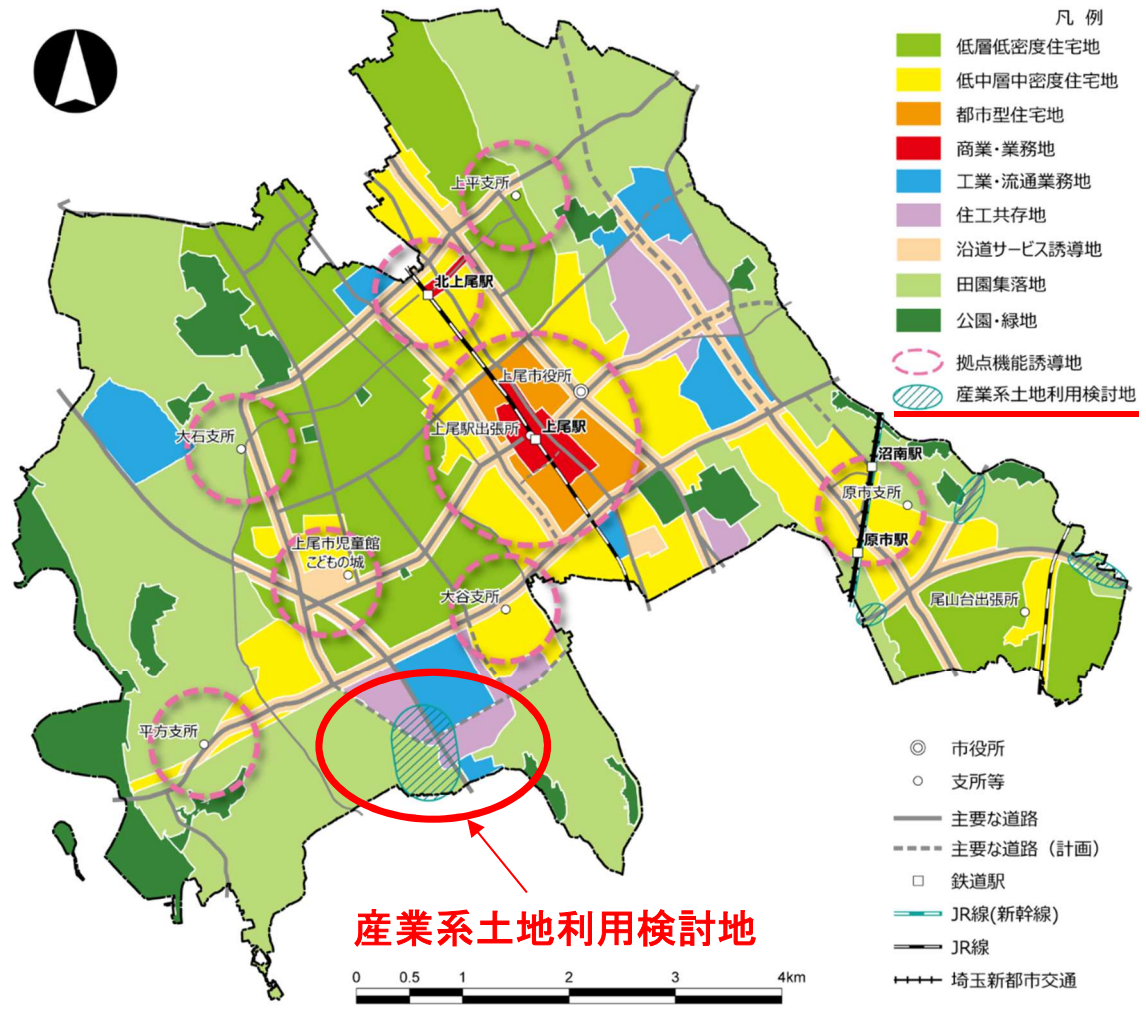 凡 例
低層低密度住宅地
低中層中密度住宅地
都市型住宅地
商業・業務地
工業・流通業務地
住工共存地
沿道サービス誘導地
田園集落地
公園・緑地
拠点機能誘導地
産業系土地利用検討地
上平支所
北上尾駅
上尾市役所
上尾駅出張所
上尾駅
大石支所
沼南駅
原市支所
上尾市児童館
こどもの城
原市駅
大谷支所
尾山台出張所
平方支所
市役所
支所等
主要な道路
主要な道路（計画）
鉄道駅
JR線(新幹線)
JR線
埼玉新都市交通
産業系土地利用検討地
0 0.5 1 2 3 4km